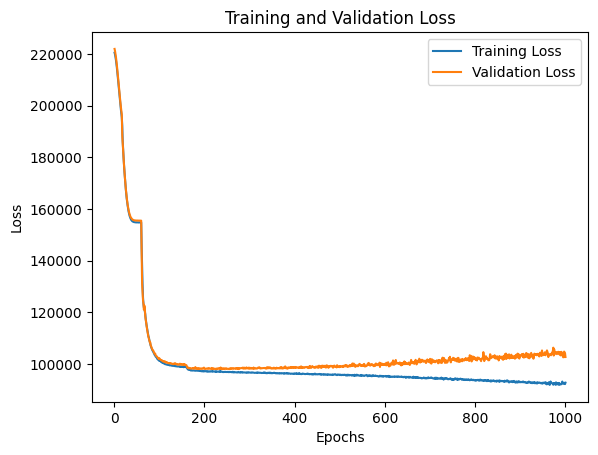 Training and Validation Loss
Training Loss
Validation Loss
220000
200000
180000
160000
140000
120000
100000
Loss
0
200
400
600
800
1000
Epochs